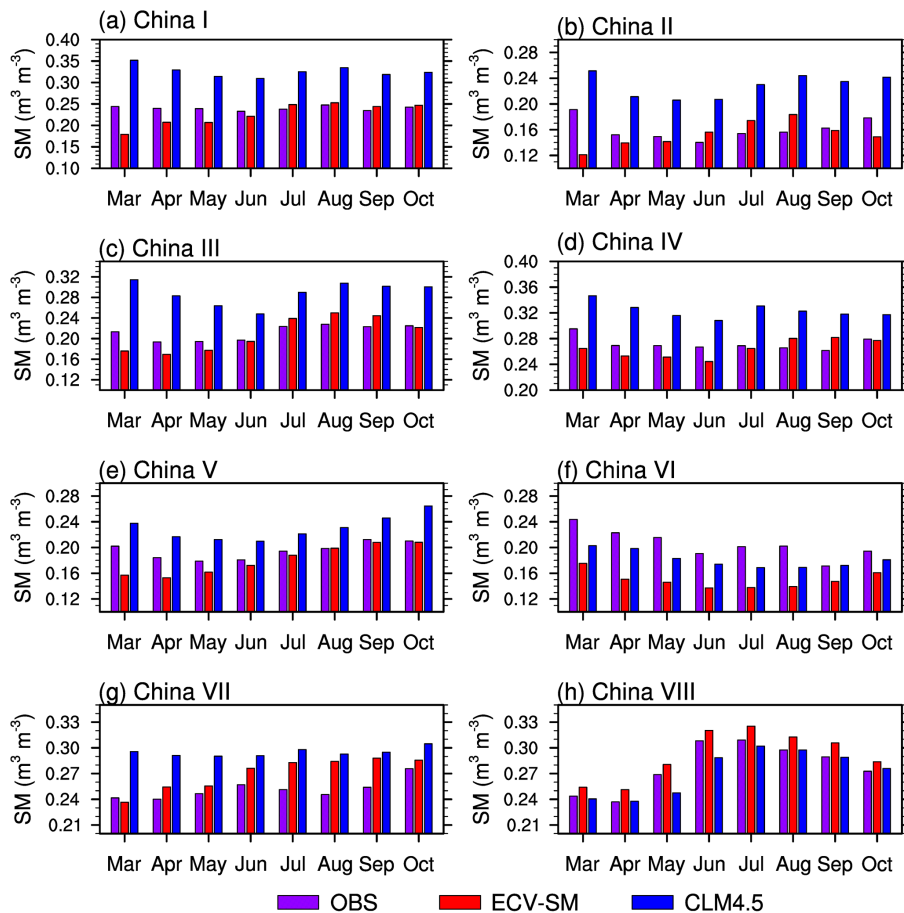 (a) China I
SM (m³ m⁻³)
0.40
0.35
0.30
0.25
0.20
0.15
0.10
Mar Apr May Jun Jul Aug Sep Oct
(b) China II
SM (m³ m⁻³)
0.28
0.24
0.20
0.16
0.12
Mar Apr May Jun Jul Aug Sep Oct
(c) China III
SM (m³ m⁻³)
0.32
0.28
0.24
0.20
0.16
0.12
Mar Apr May Jun Jul Aug Sep Oct
(d) China IV
SM (m³ m⁻³)
0.40
0.36
0.32
0.28
0.24
0.20
Mar Apr May Jun Jul Aug Sep Oct
(e) China V
SM (m³ m⁻³)
0.28
0.24
0.20
0.16
0.12
Mar Apr May Jun Jul Aug Sep Oct
(f) China VI
SM (m³ m⁻³)
0.28
0.24
0.20
0.16
0.12
Mar Apr May Jun Jul Aug Sep Oct
(g) China VII
SM (m³ m⁻³)
0.33
0.30
0.27
0.24
0.21
Mar Apr May Jun Jul Aug Sep Oct
(h) China VIII
SM (m³ m⁻³)
0.33
0.30
0.27
0.24
0.21
Mar Apr May Jun Jul Aug Sep Oct
OBS ECV-SM CLM4.5